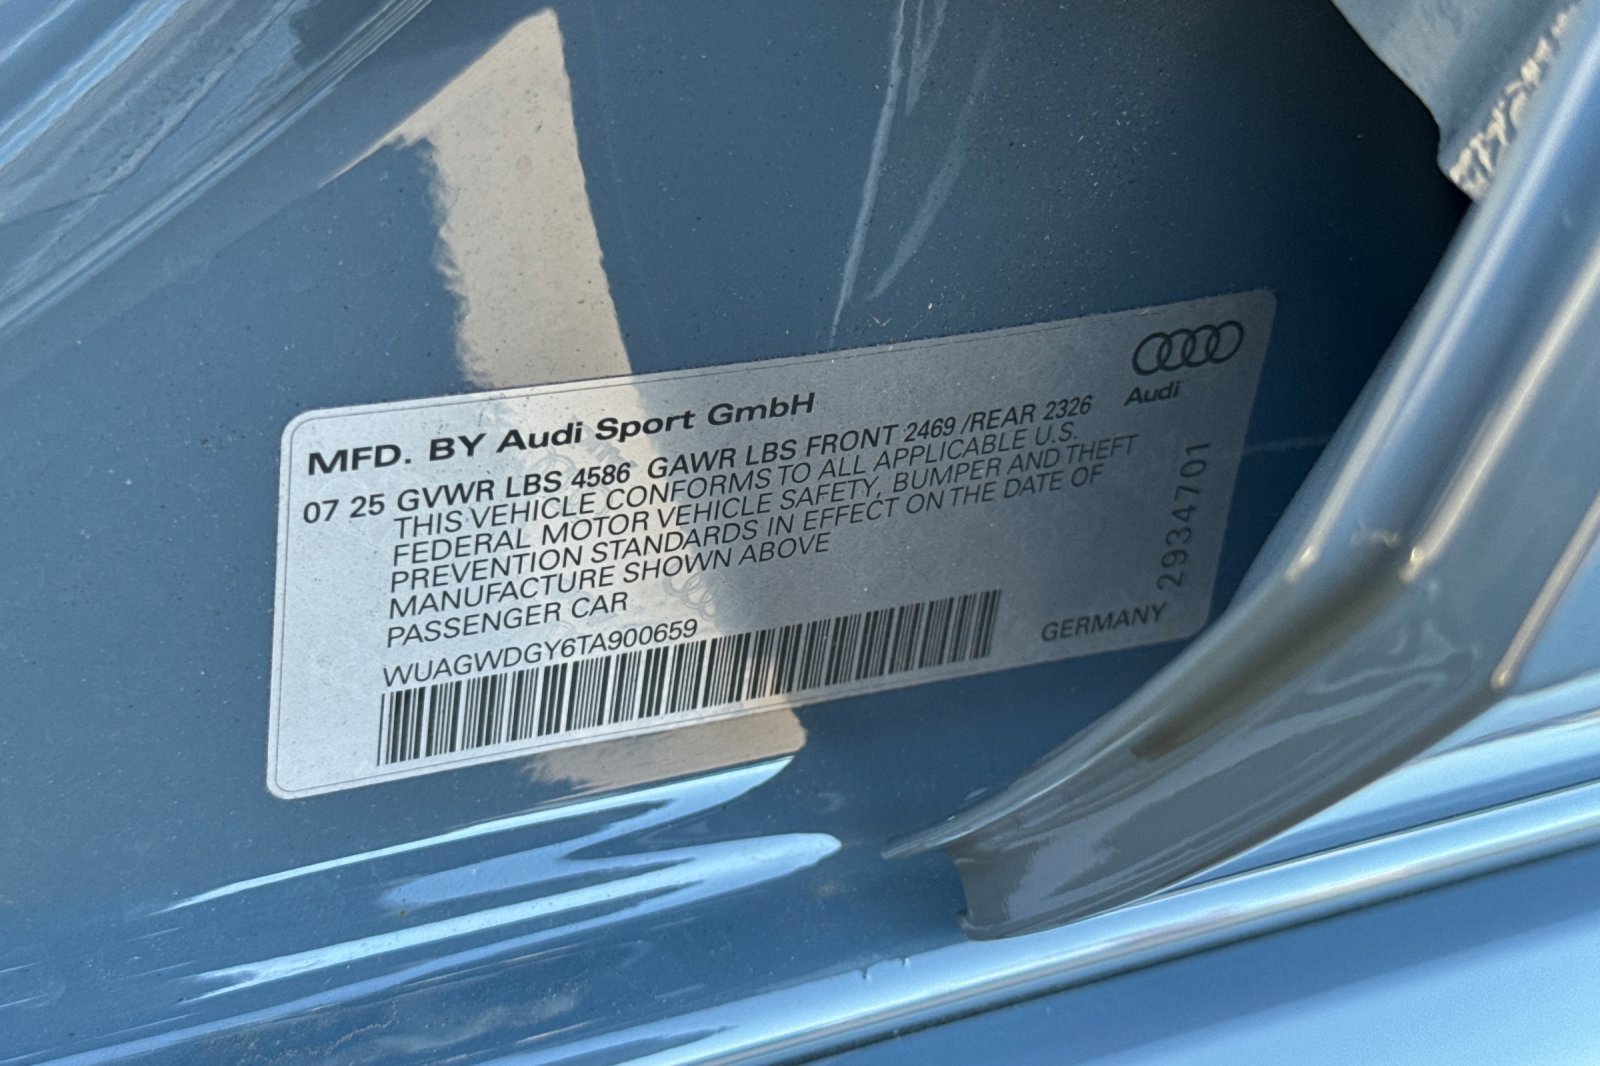 MFD. BY Audi Sport GmbH
Audi
07 25 GVWR LBS 4586 GAWR LBS FRONT 2469 /REAR 2326
THIS VEHICLE CONFORMS TO ALL APPLICABLE U.S.
FEDERAL MOTOR VEHICLE SAFETY, BUMPER AND THEFT
PREVENTION STANDARDS IN EFFECT ON THE DATE OF
MANUFACTURE SHOWN ABOVE
PASSENGER CAR
WUAGWDGY6TA900659
GERMANY
2934701